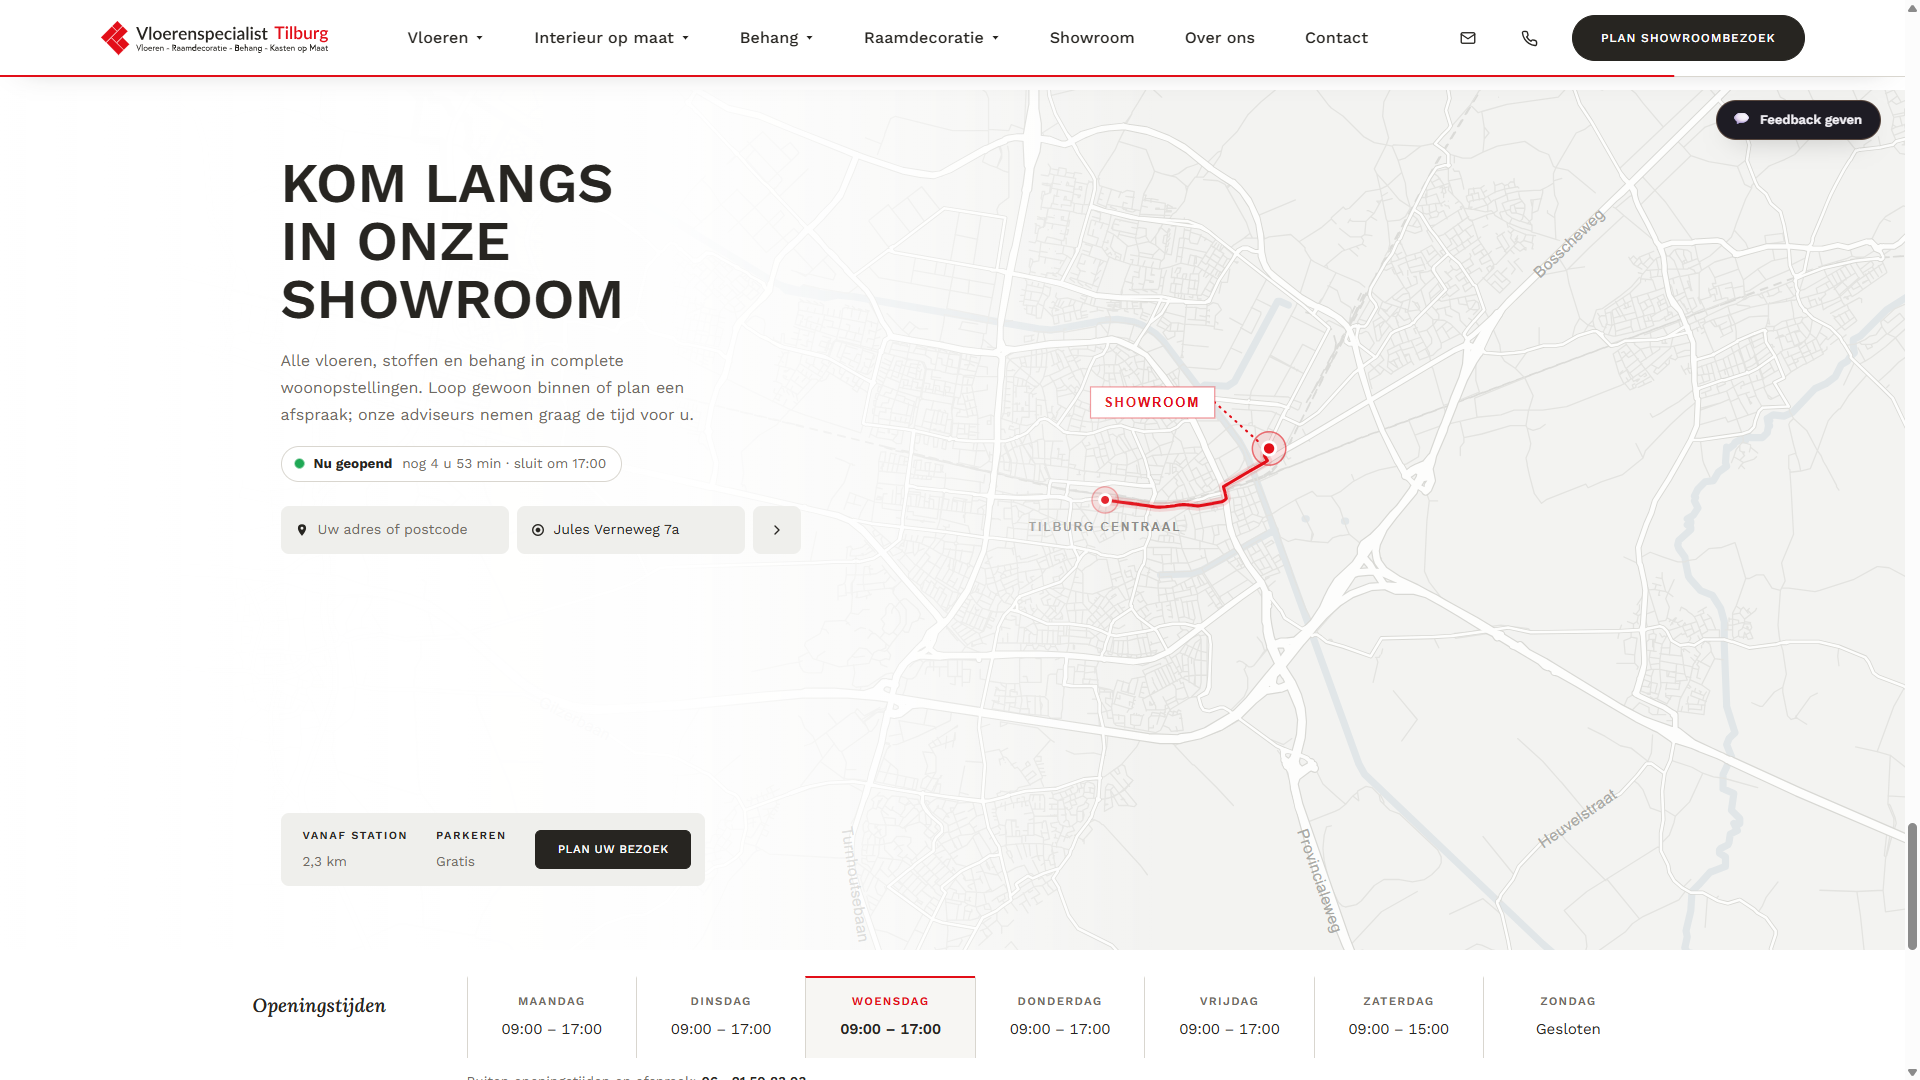 Vloerenspecialist Tilburg
Vloeren - Raamdecoratie - Behang - Kasten op Maat
Vloeren
Interieur op maat
Behang
Raamdecoratie
Showroom
Over ons
Contact
PLAN SHOWROOMBEZOEK
Feedback geven
KOM LANGS
IN ONZE
SHOWROOM
Alle vloeren, stoffen en behang in complete
woonopstellingen. Loop gewoon binnen of plan een
afspraak; onze adviseurs nemen graag de tijd voor u.
Nu geopend nog 4 u 53 min · sluit om 17:00
Uw adres of postcode
Jules Verneweg 7a
Bosscheweg
SHOWROOM
TILBURG CENTRAAL
Heuvelstraat
Provincialeweg
Turnhoutsebaan
VANAF STATION
2,3 km
PARKEREN
Gratis
PLAN UW BEZOEK
Openingstijden
MAANDAG
09:00 – 17:00
DINSDAG
09:00 – 17:00
WOENSDAG
09:00 – 17:00
DONDERDAG
09:00 – 17:00
VRIJDAG
09:00 – 17:00
ZATERDAG
09:00 – 15:00
ZONDAG
Gesloten
Buiten openingstijden op afspraak: